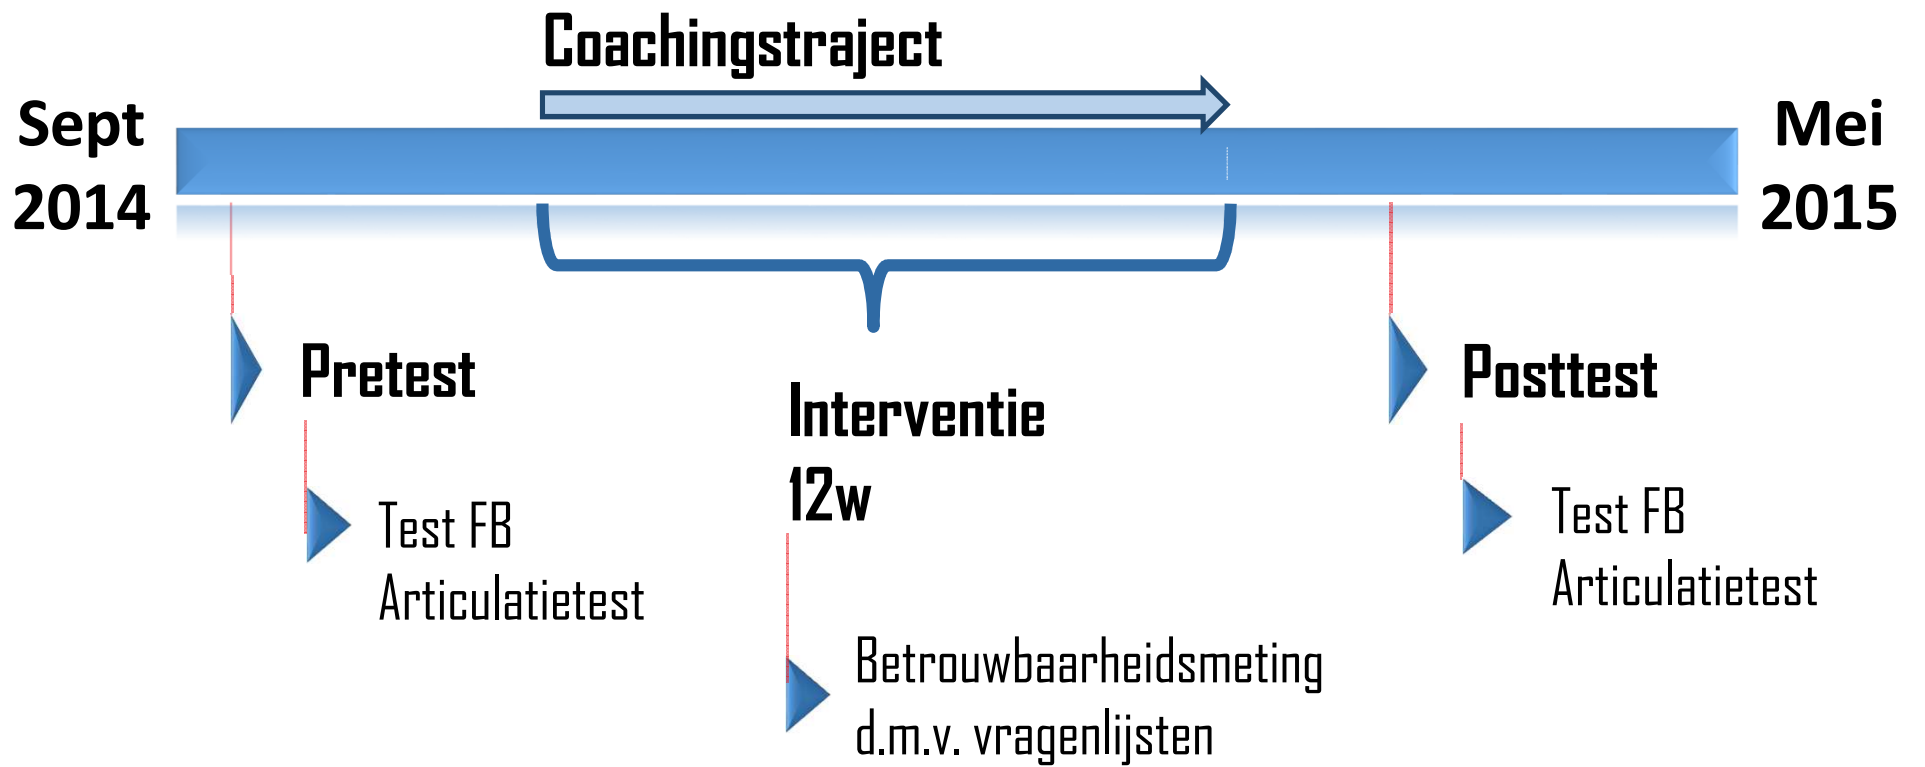 Coachingstraject
Sept
2014
Mei
2015
Pretest
Test FB
Articulatietest
Interventie
12w
Betrouwbaarheidsmeting
d.m.v. vragenlijsten
Posttest
Test FB
Articulatietest